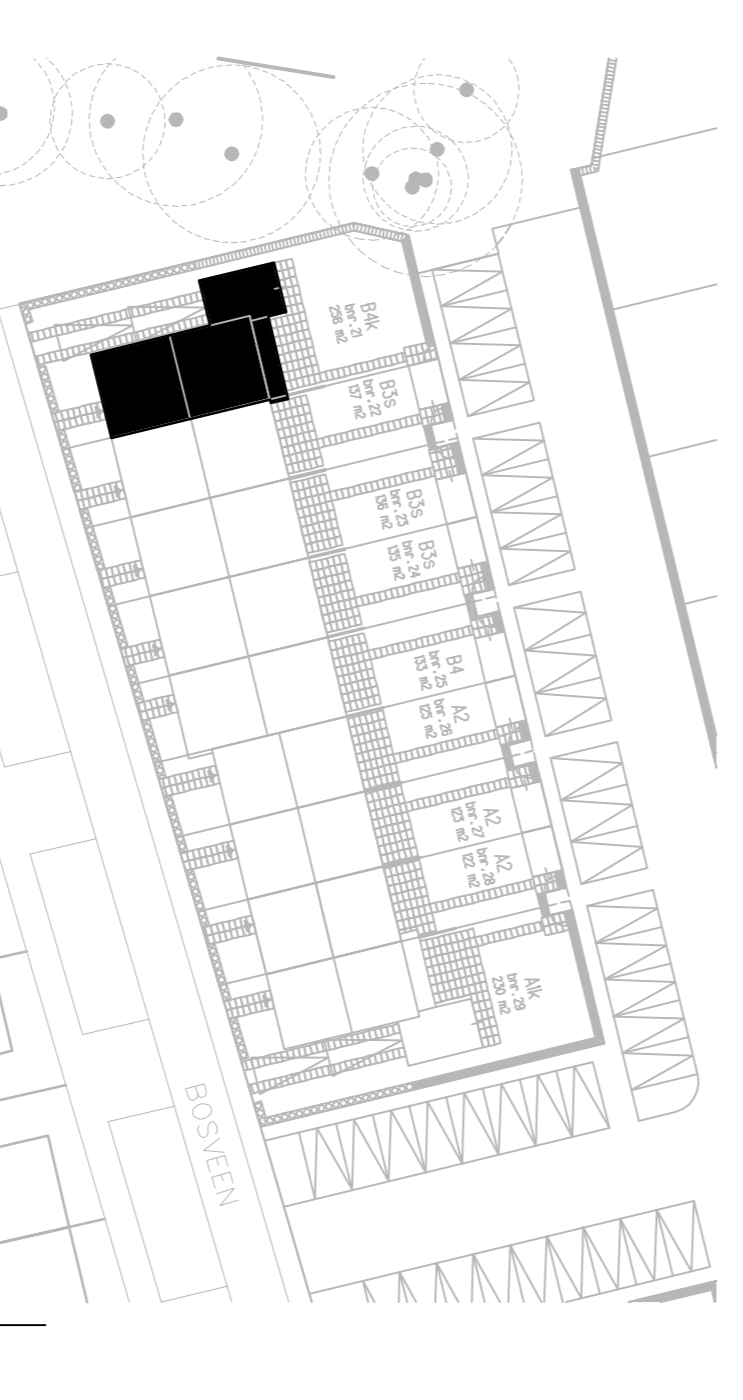 B4k
bnr.21
298 m2
B3s
bnr.22
137 m2
B3s
bnr.23
136 m2
B3s
bnr.24
135 m2
B4
bnr.25
133 m2
A2
bnr.26
125 m2
A2
bnr.27
123 m2
A2
bnr.28
122 m2
A1k
bnr.29
230 m2
BOSVEEN